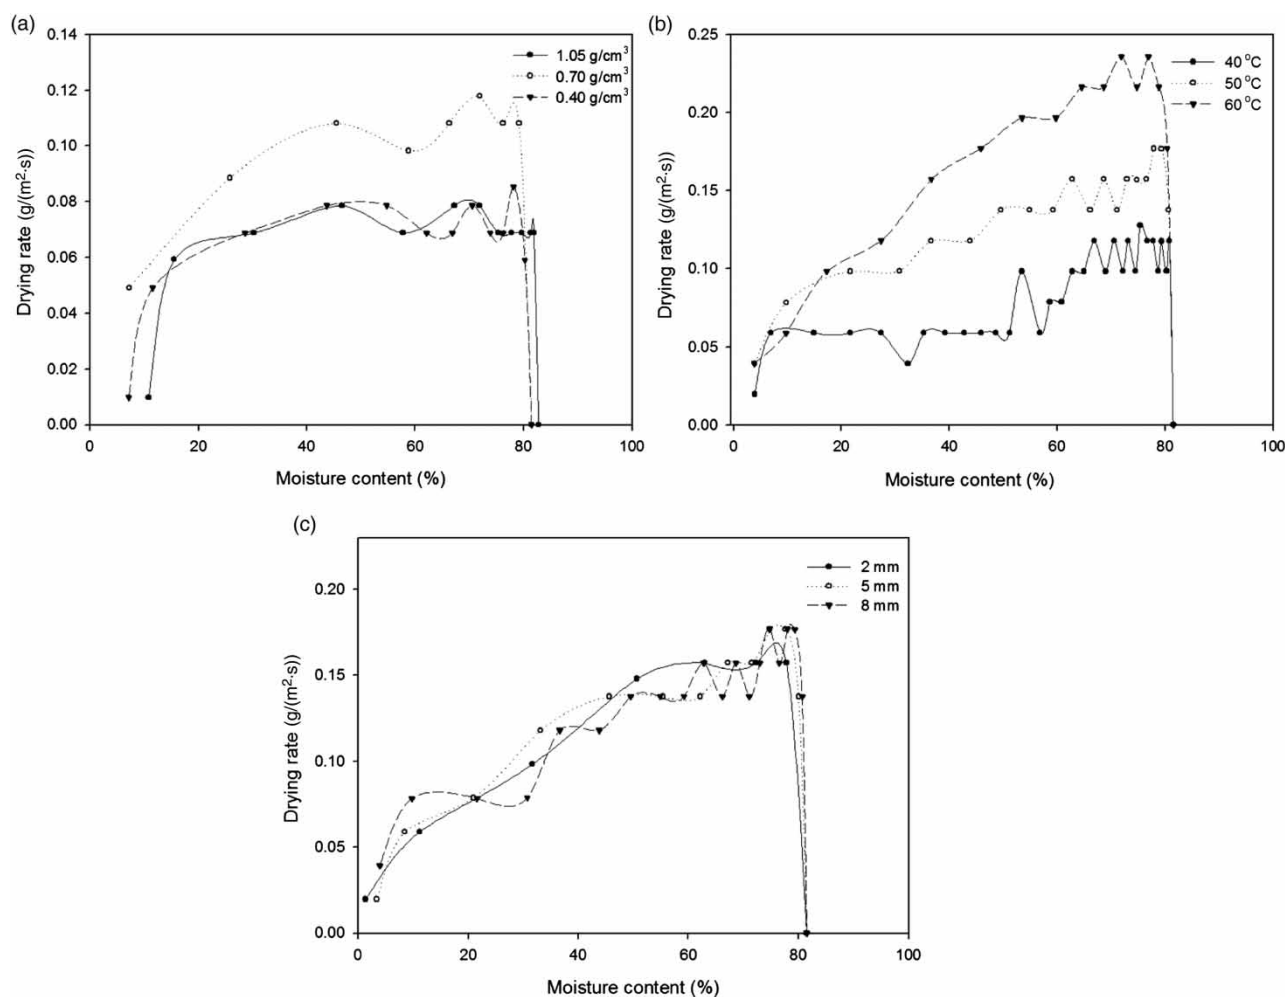 (a)
0.14
0.12
0.10
0.08
0.06
0.04
0.02
0.00
Drying rate (g/(m²·s))
1.05 g/cm³
0.70 g/cm³
0.40 g/cm³
0 20 40 60 80 100
Moisture content (%)
(b)
0.25
0.20
0.15
0.10
0.05
0.00
Drying rate (g/(m²·s))
40 °C
50 °C
60 °C
0 20 40 60 80 100
Moisture content (%)
(c)
0.20
0.15
0.10
0.05
0.00
Drying rate (g/(m²·s))
2 mm
5 mm
8 mm
0 20 40 60 80 100
Moisture content (%)